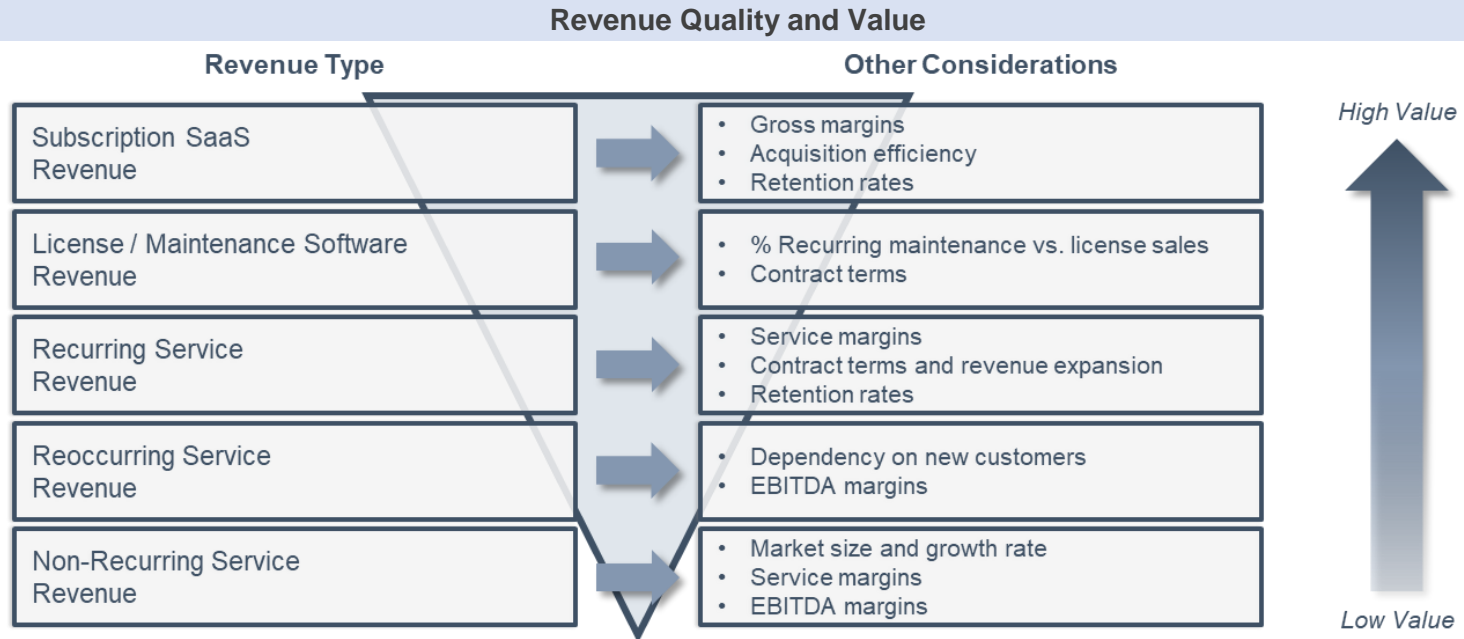 Revenue Quality and Value
Revenue Type
Other Considerations
High Value
Subscription SaaS
Revenue
• Gross margins
• Acquisition efficiency
• Retention rates
License / Maintenance Software
Revenue
• % Recurring maintenance vs. license sales
• Contract terms
Recurring Service
Revenue
• Service margins
• Contract terms and revenue expansion
• Retention rates
Reoccurring Service
Revenue
• Dependency on new customers
• EBITDA margins
Non-Recurring Service
Revenue
• Market size and growth rate
• Service margins
• EBITDA margins
Low Value